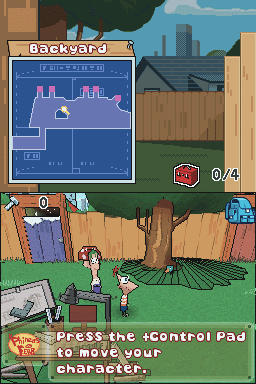 Backyard
0/4
0
Phineas
and
Ferb
Press the +Control Pad
to move your
character.